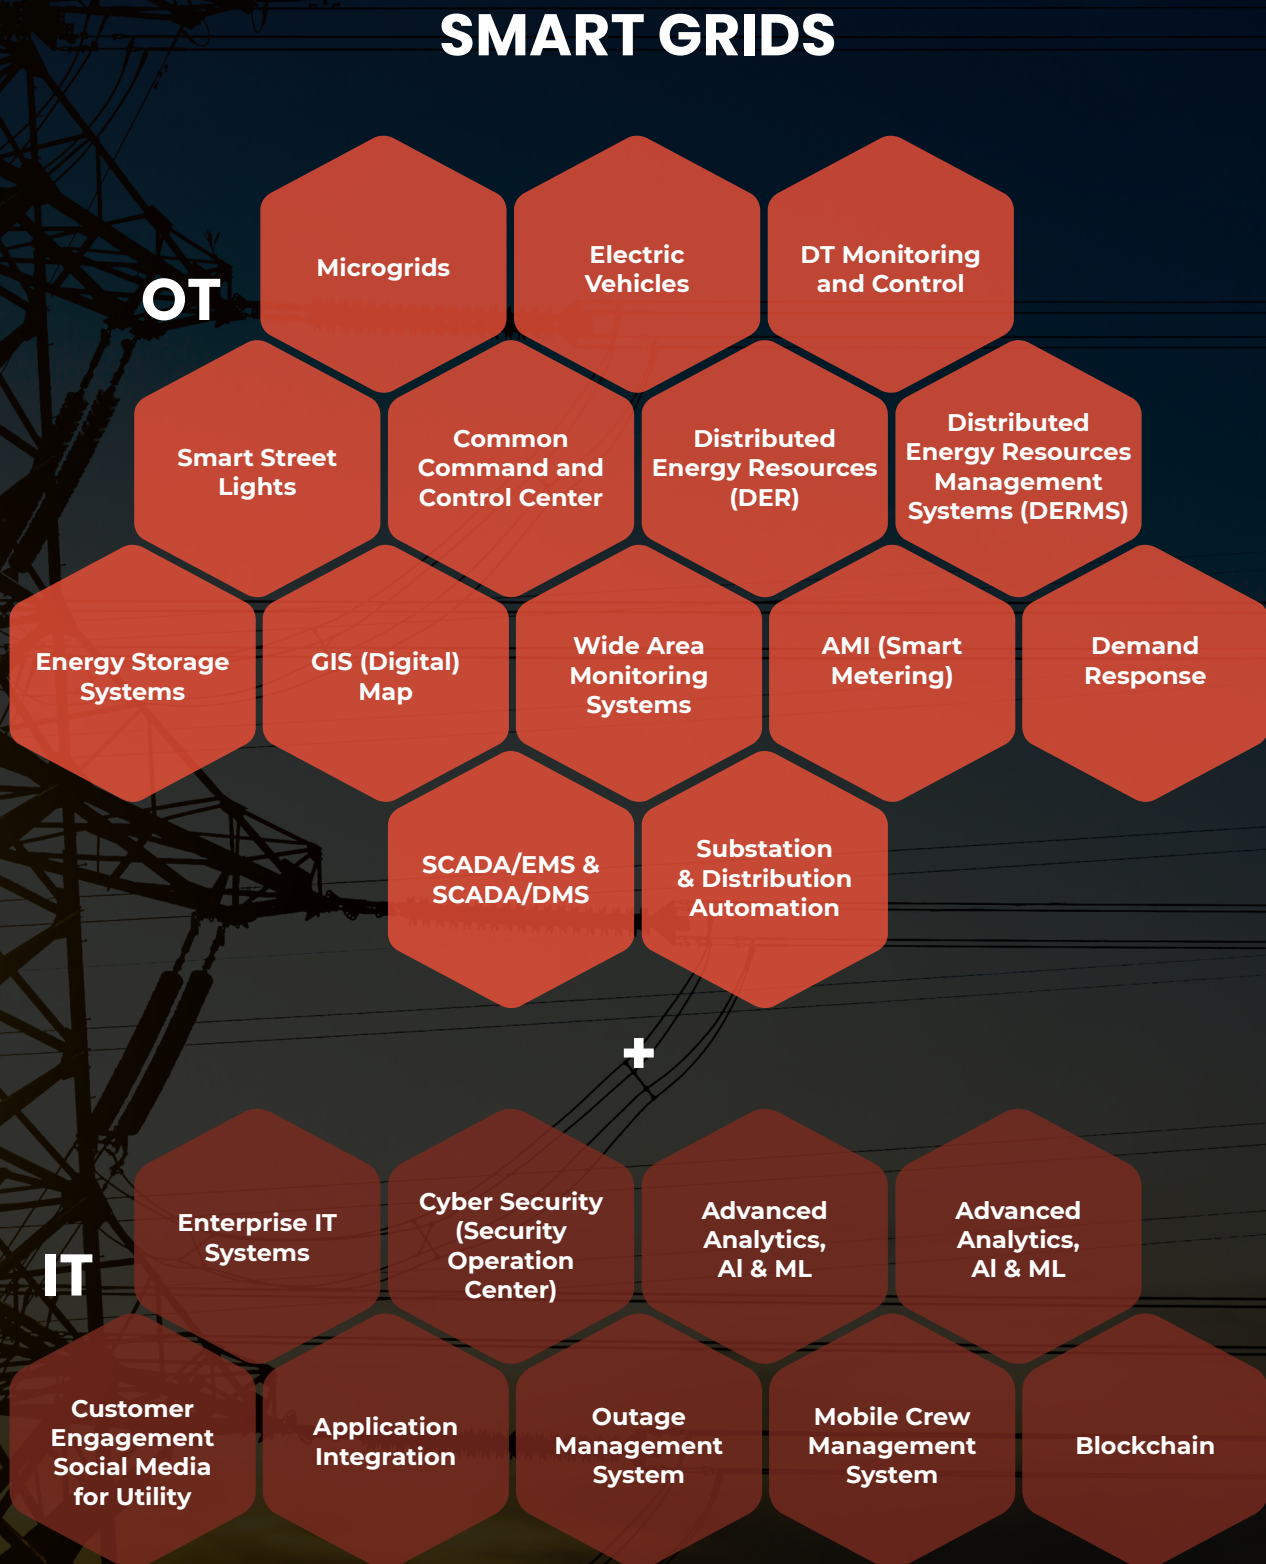 SMART GRIDS
OT
Microgrids
Electric
Vehicles
DT Monitoring
and Control
Smart Street
Lights
Common
Command and
Control Center
Distributed
Energy Resources
(DER)
Distributed
Energy Resources
Management
Systems (DERMS)
Energy Storage
Systems
GIS (Digital)
Map
Wide Area
Monitoring
Systems
AMI (Smart
Metering)
Demand
Response
SCADA/EMS &
SCADA/DMS
Substation
& Distribution
Automation
+
IT
Enterprise IT
Systems
Cyber Security
(Security
Operation
Center)
Advanced
Analytics,
Al & ML
Advanced
Analytics,
Al & ML
Customer
Engagement
Social Media
for Utility
Application
Integration
Outage
Management
System
Mobile Crew
Management
System
Blockchain